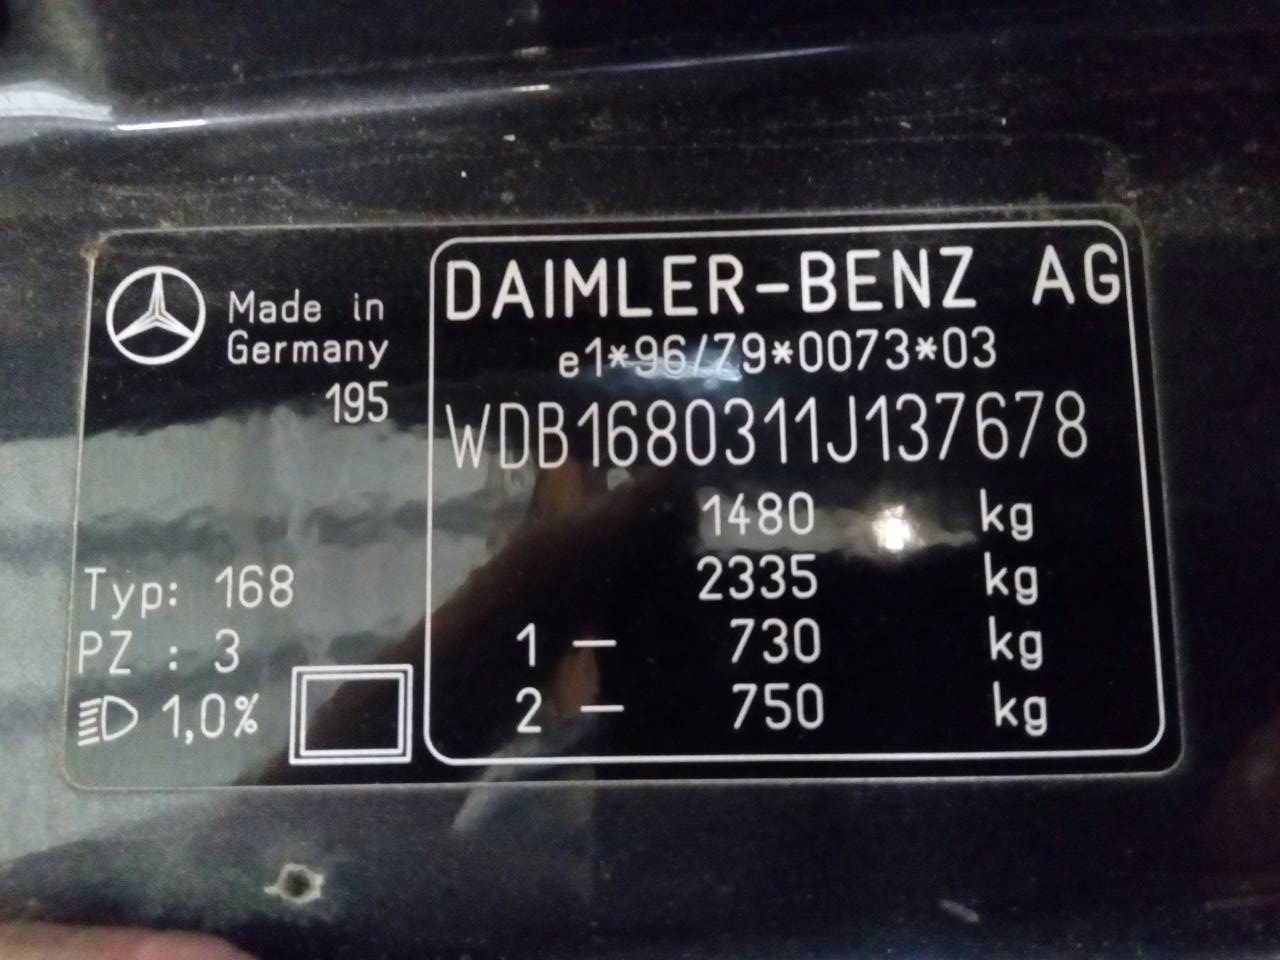 Made in
Germany
195
Typ: 168
PZ : 3
1,0%
DAIMLER-BENZ AG
e1*96/79*0073*03
WDB1680311J137678
1480 kg
2335 kg
1 – 730 kg
2 – 750 kg